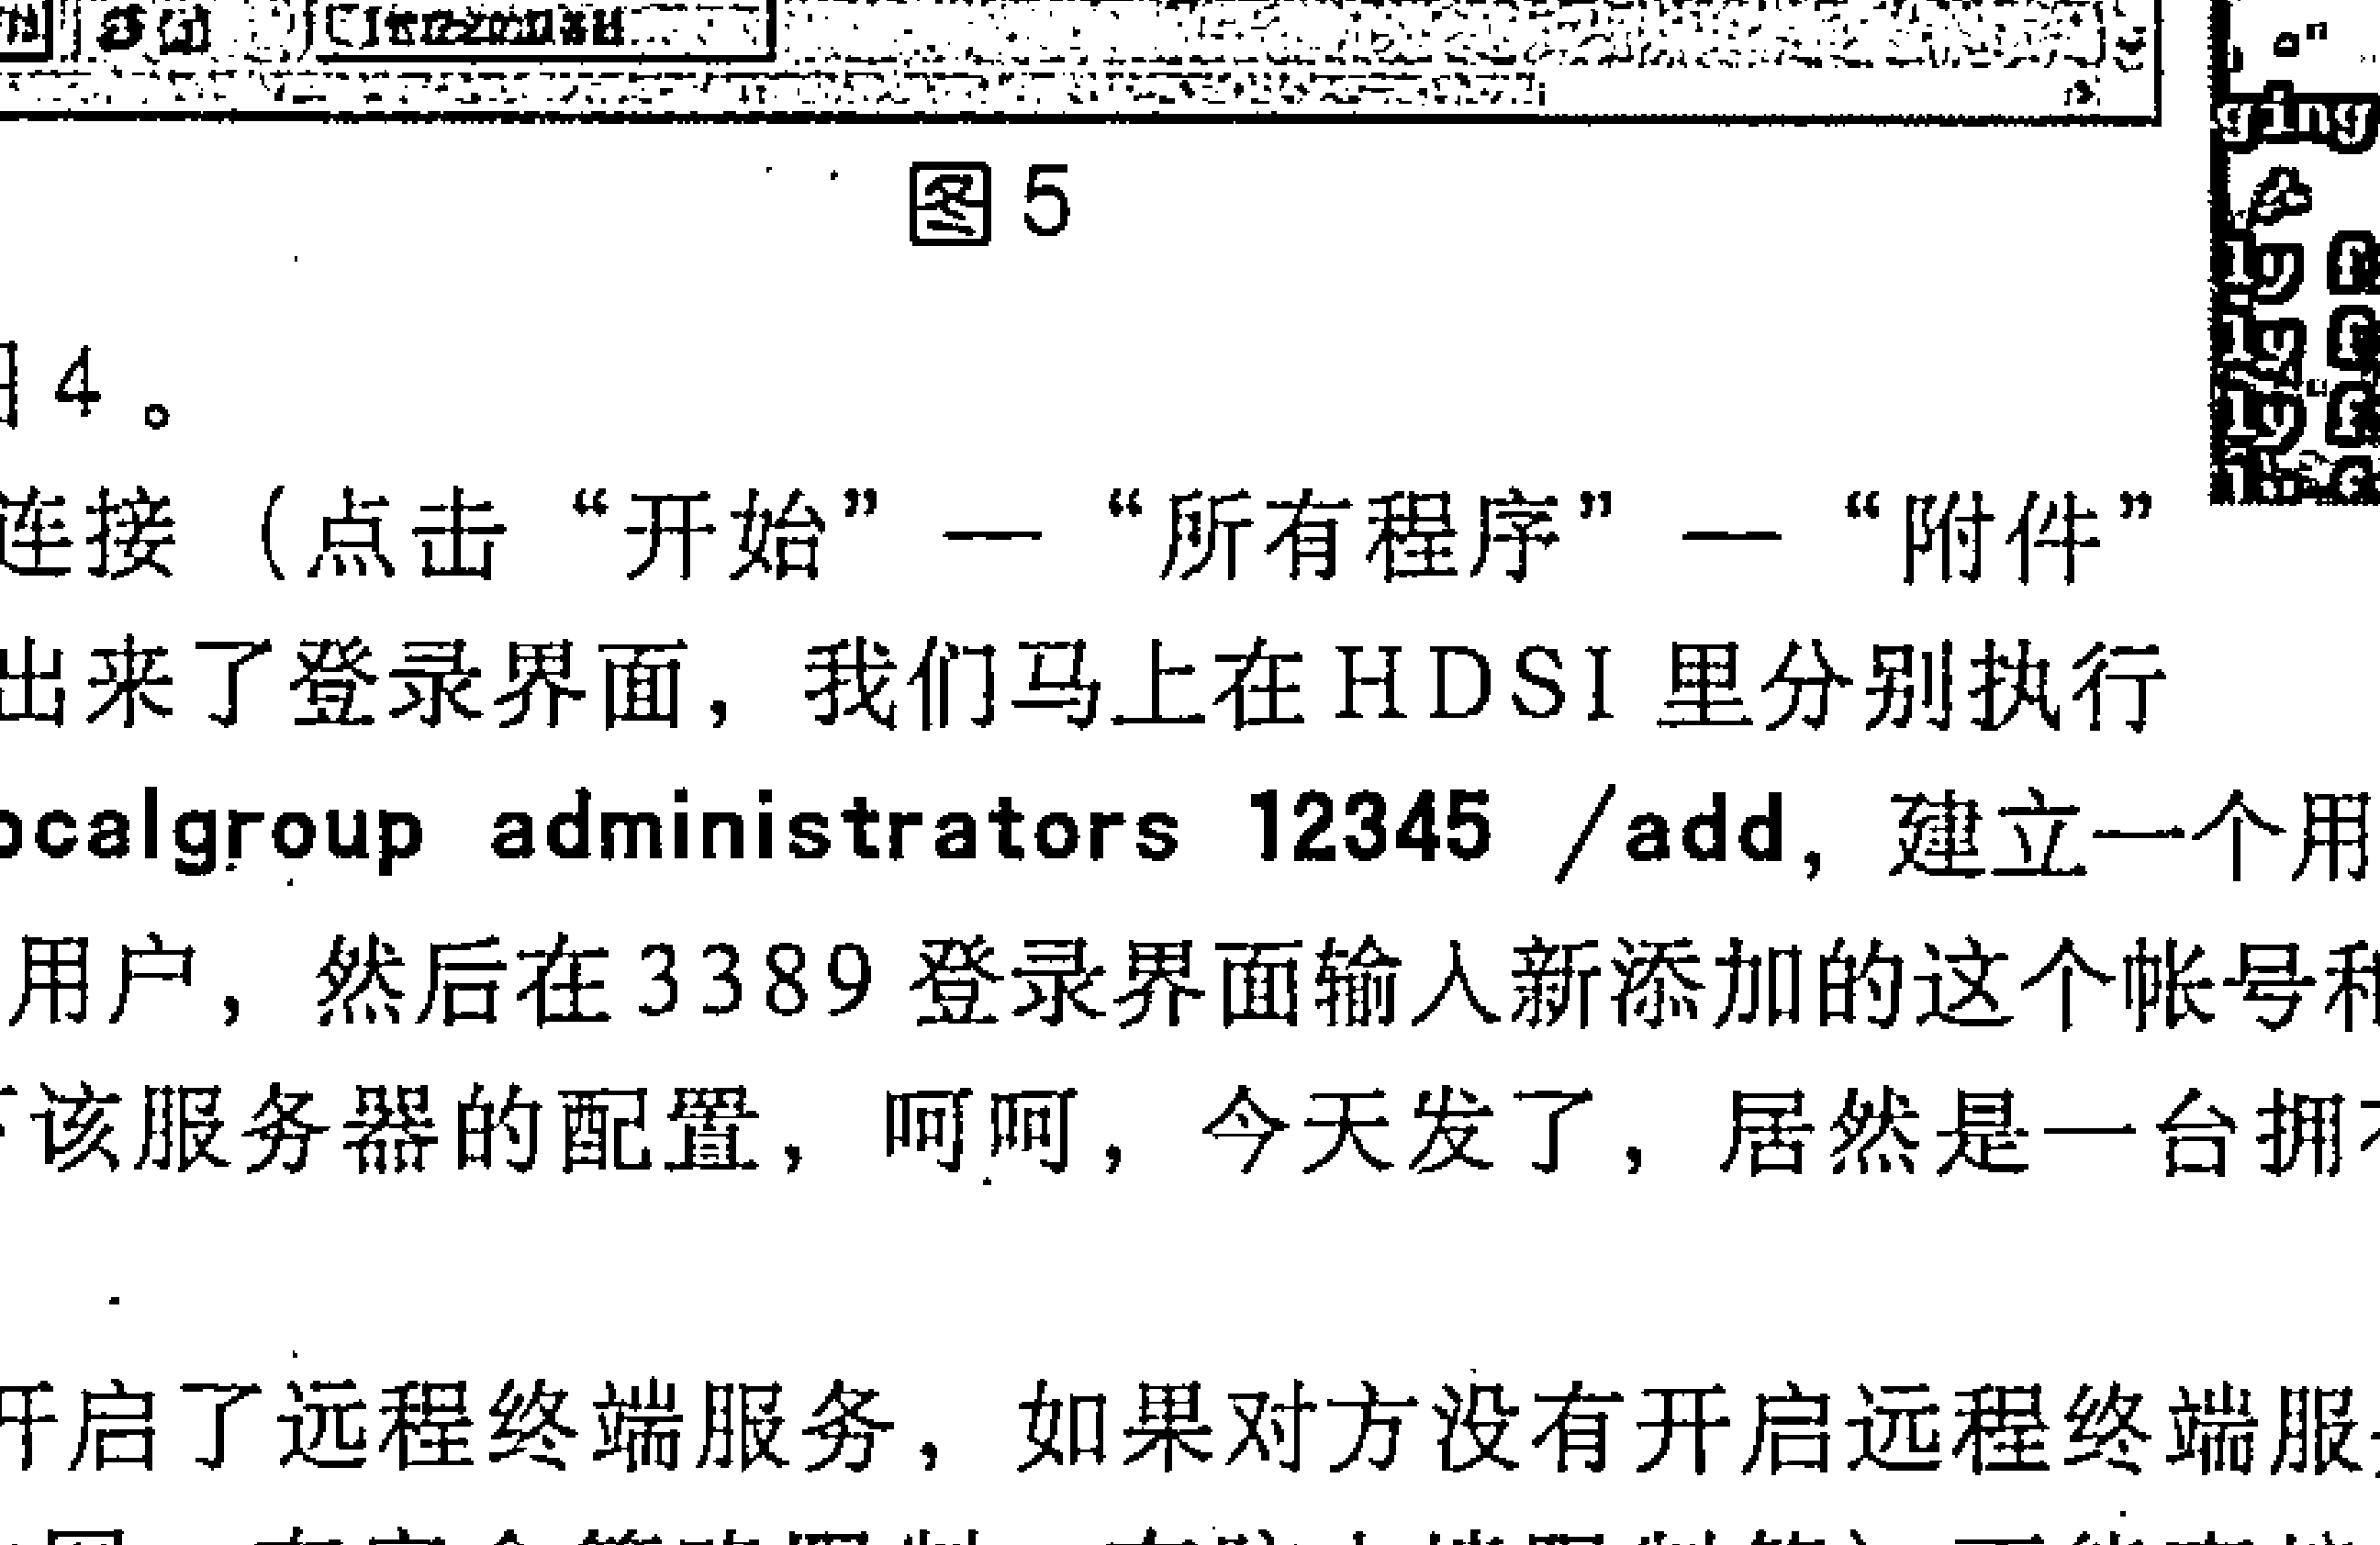 图5
4。
连接（点击“开始”—“所有程序”—“附件”
出来了登录界面，我们马上在HDSI里分别执行
ocalgroup administrators 12345 /add，建立一个用
用户，然后在3389登录界面输入新添加的这个帐号和
下该服务器的配置，呵呵，今天发了，居然是一台拥有
开启了远程终端服务，如果对方没有开启远程终端服